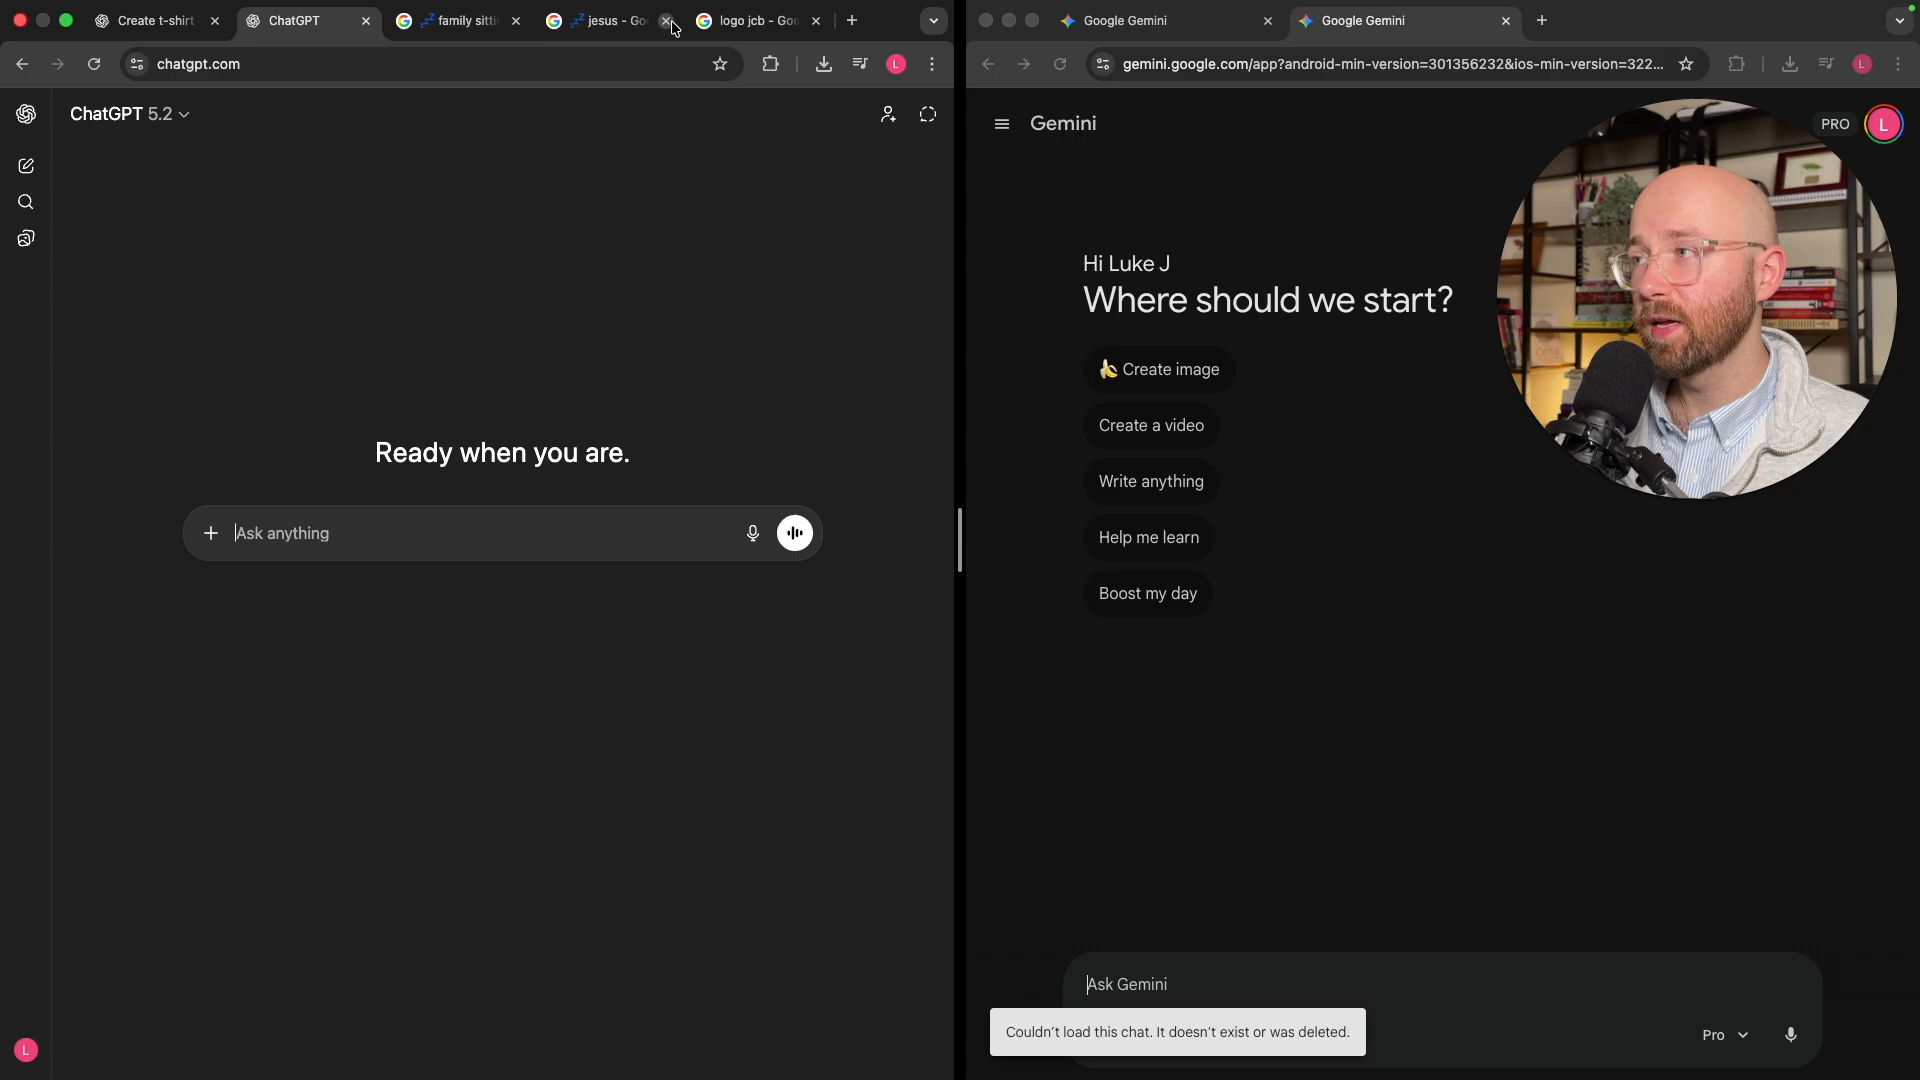 Create t-shirt
ChatGPT
family sitti
jesus - Go
logo jcb - Goo
Google Gemini
Google Gemini
chatgpt.com
L
gemini.google.com/app?android-min-version=301356232&ios-min-version=322...
L
ChatGPT 5.2
Gemini
PRO
L
Hi Luke J
Where should we start?
Create image
Create a video
Write anything
Help me learn
Boost my day
Ready when you are.
Ask anything
Ask Gemini
Couldn't load this chat. It doesn't exist or was deleted.
Pro
L